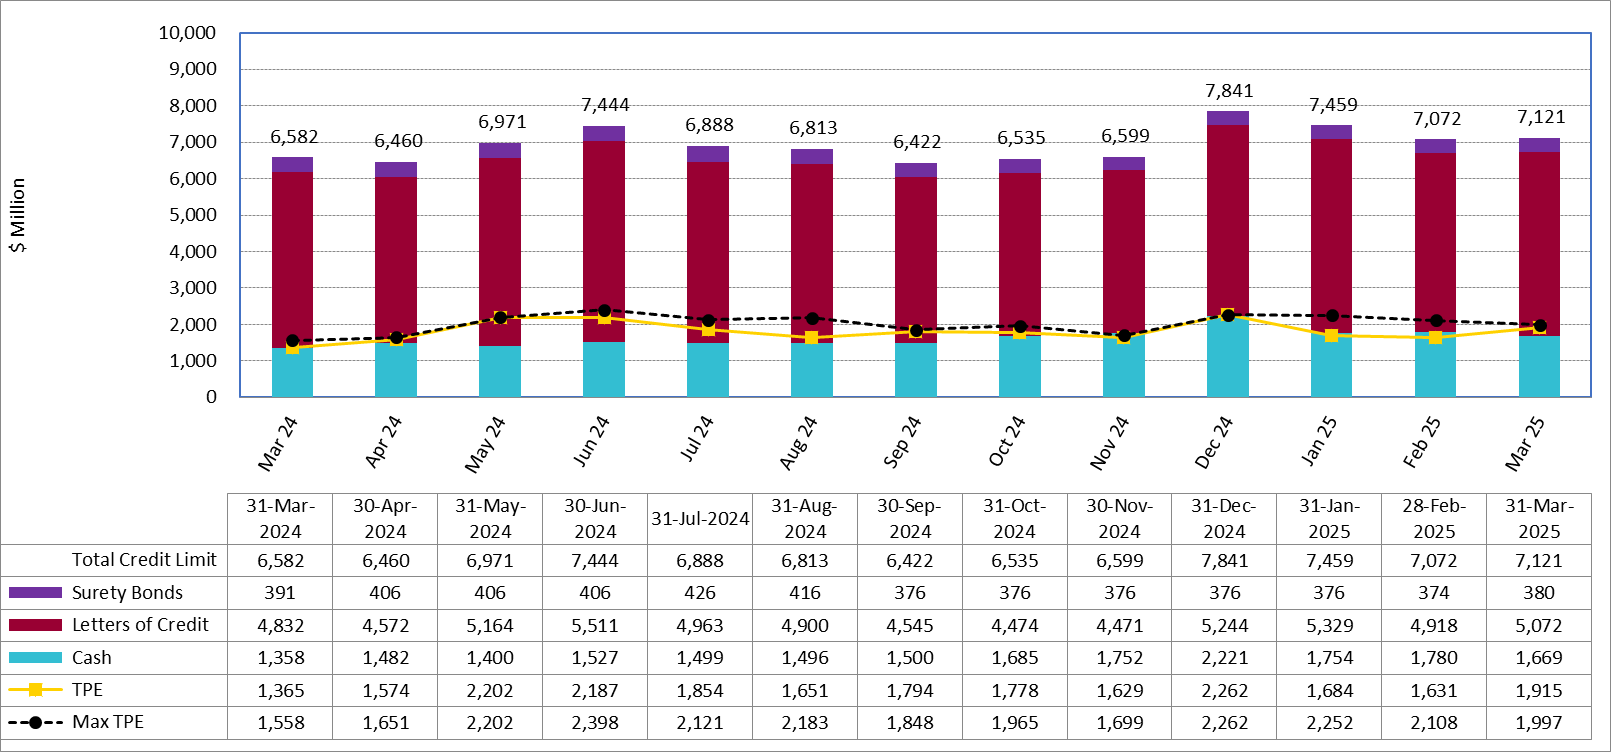 10,000
9,000
8,000
7,000
6,000
5,000
4,000
3,000
2,000
1,000
0
$ Million
6,582
6,460
6,971
7,444
6,888
6,813
6,422
6,535
6,599
7,841
7,459
7,072
7,121
Mar 24
Apr 24
May 24
Jun 24
Jul 24
Aug 24
Sep 24
Oct 24
Nov 24
Dec 24
Jan 25
Feb 25
Mar 25
31-Mar-2024 30-Apr-2024 31-May-2024 30-Jun-2024 31-Jul-2024 31-Aug-2024 30-Sep-2024 31-Oct-2024 30-Nov-2024 31-Dec-2024 31-Jan-2025 28-Feb-2025 31-Mar-2025
Total Credit Limit 6,582 6,460 6,971 7,444 6,888 6,813 6,422 6,535 6,599 7,841 7,459 7,072 7,121
Surety Bonds 391 406 406 406 426 416 376 376 376 376 376 374 380
Letters of Credit 4,832 4,572 5,164 5,511 4,963 4,900 4,545 4,474 4,471 5,244 5,329 4,918 5,072
Cash 1,358 1,482 1,400 1,527 1,499 1,496 1,500 1,685 1,752 2,221 1,754 1,780 1,669
TPE 1,365 1,574 2,202 2,187 1,854 1,651 1,794 1,778 1,629 2,262 1,684 1,631 1,915
Max TPE 1,558 1,651 2,202 2,398 2,121 2,183 1,848 1,965 1,699 2,262 2,252 2,108 1,997